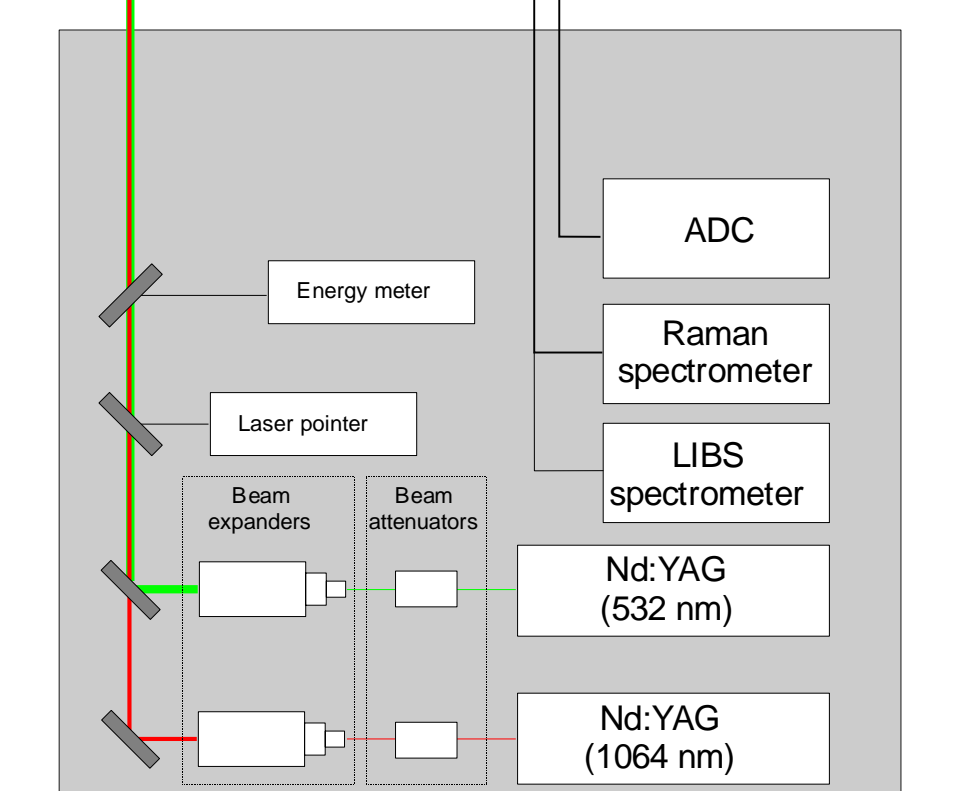 ADC
Energy meter
Raman
spectrometer
Laser pointer
LIBS
spectrometer
Beam
expanders
Beam
attenuators
Nd:YAG
(532 nm)
Nd:YAG
(1064 nm)